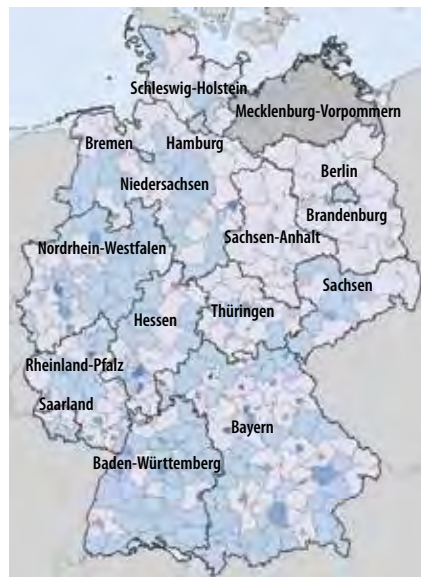 Schleswig-Holstein
Mecklenburg-Vorpommern
Bremen
Hamburg
Berlin
Niedersachsen
Brandenburg
Nordrhein-Westfalen
Sachsen-Anhalt
Sachsen
Hessen
Thüringen
Rheinland-Pfalz
Saarland
Bayern
Baden-Württemberg